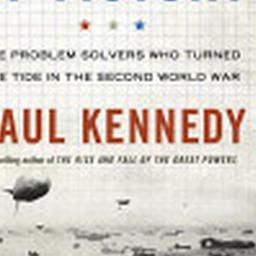 E PROBLEM SOLVERS WHO TURNED
E TIDE IN THE SECOND WORLD WAR
AUL KENNEDY
elling author of THE RISE AND FALL OF THE GREAT POWERS